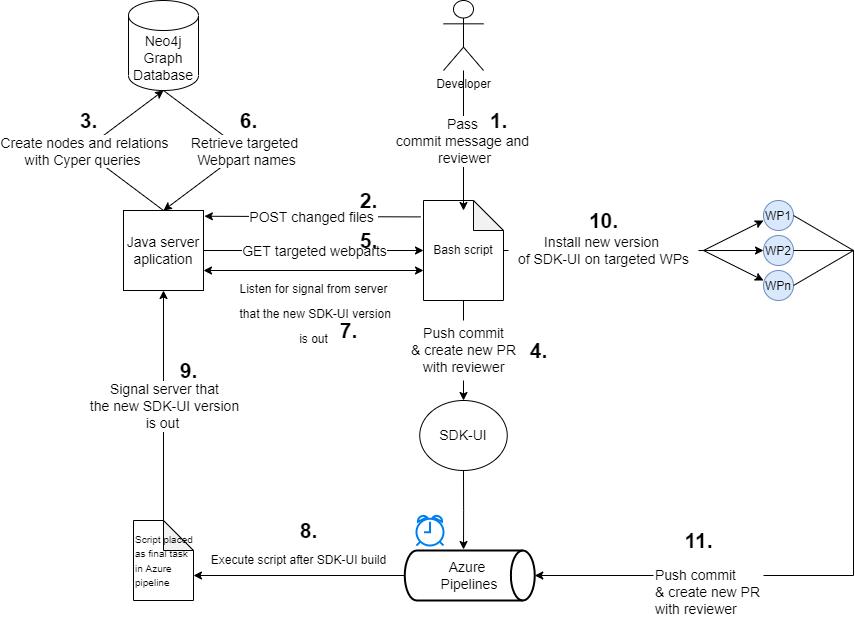 Neo4j
Graph
Database
Developer
3.
Create nodes and relations
with Cyper queries
6.
Retrieve targeted
Webpart names
1.
Pass
commit message and
reviewer
2.
POST changed files
Java server
aplication
5.
GET targeted webparts
Bash script
10.
Install new version
of SDK-UI on targeted WPs
WP1
WP2
WPn
Listen for signal from server
that the new SDK-UI version
is out
7.
Push commit
& create new PR
with reviewer
4.
9.
Signal server that
the new SDK-UI version
is out
SDK-UI
Script placed
as final task
in Azure
pipeline
8.
Execute script after SDK-UI build
Azure
Pipelines
11.
Push commit
& create new PR
with reviewer